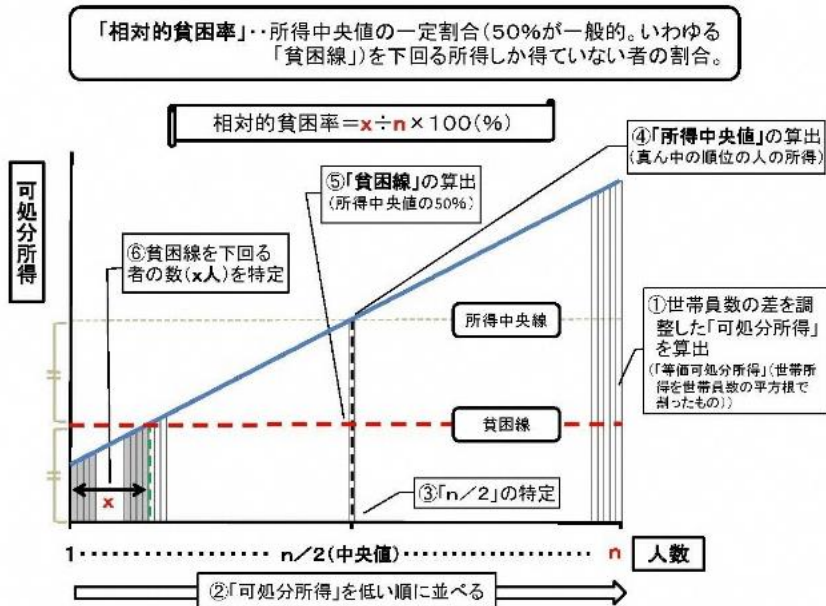 「相対的貧困率」‥所得中央値の一定割合(50%が一般的。いわゆる
「貧困線」)を下回る所得しか得ていない者の割合。
相対的貧困率=x÷n×100(%)
④「所得中央値」の算出
(真ん中の順位の人の所得)
⑤「貧困線」の算出
(所得中央値の50%)
可処分所得
⑥貧困線を下回る
者の数(x人)を特定
所得中央線
①世帯員数の差を調
整した「可処分所得」
を算出
(「等価可処分所得」(世帯所
得を世帯員数の平方根で
割ったもの))
貧困線
x
③「n/2」の特定
1‥‥‥‥‥n/2(中央値)‥‥‥‥‥‥n 人数
②「可処分所得」を低い順に並べる